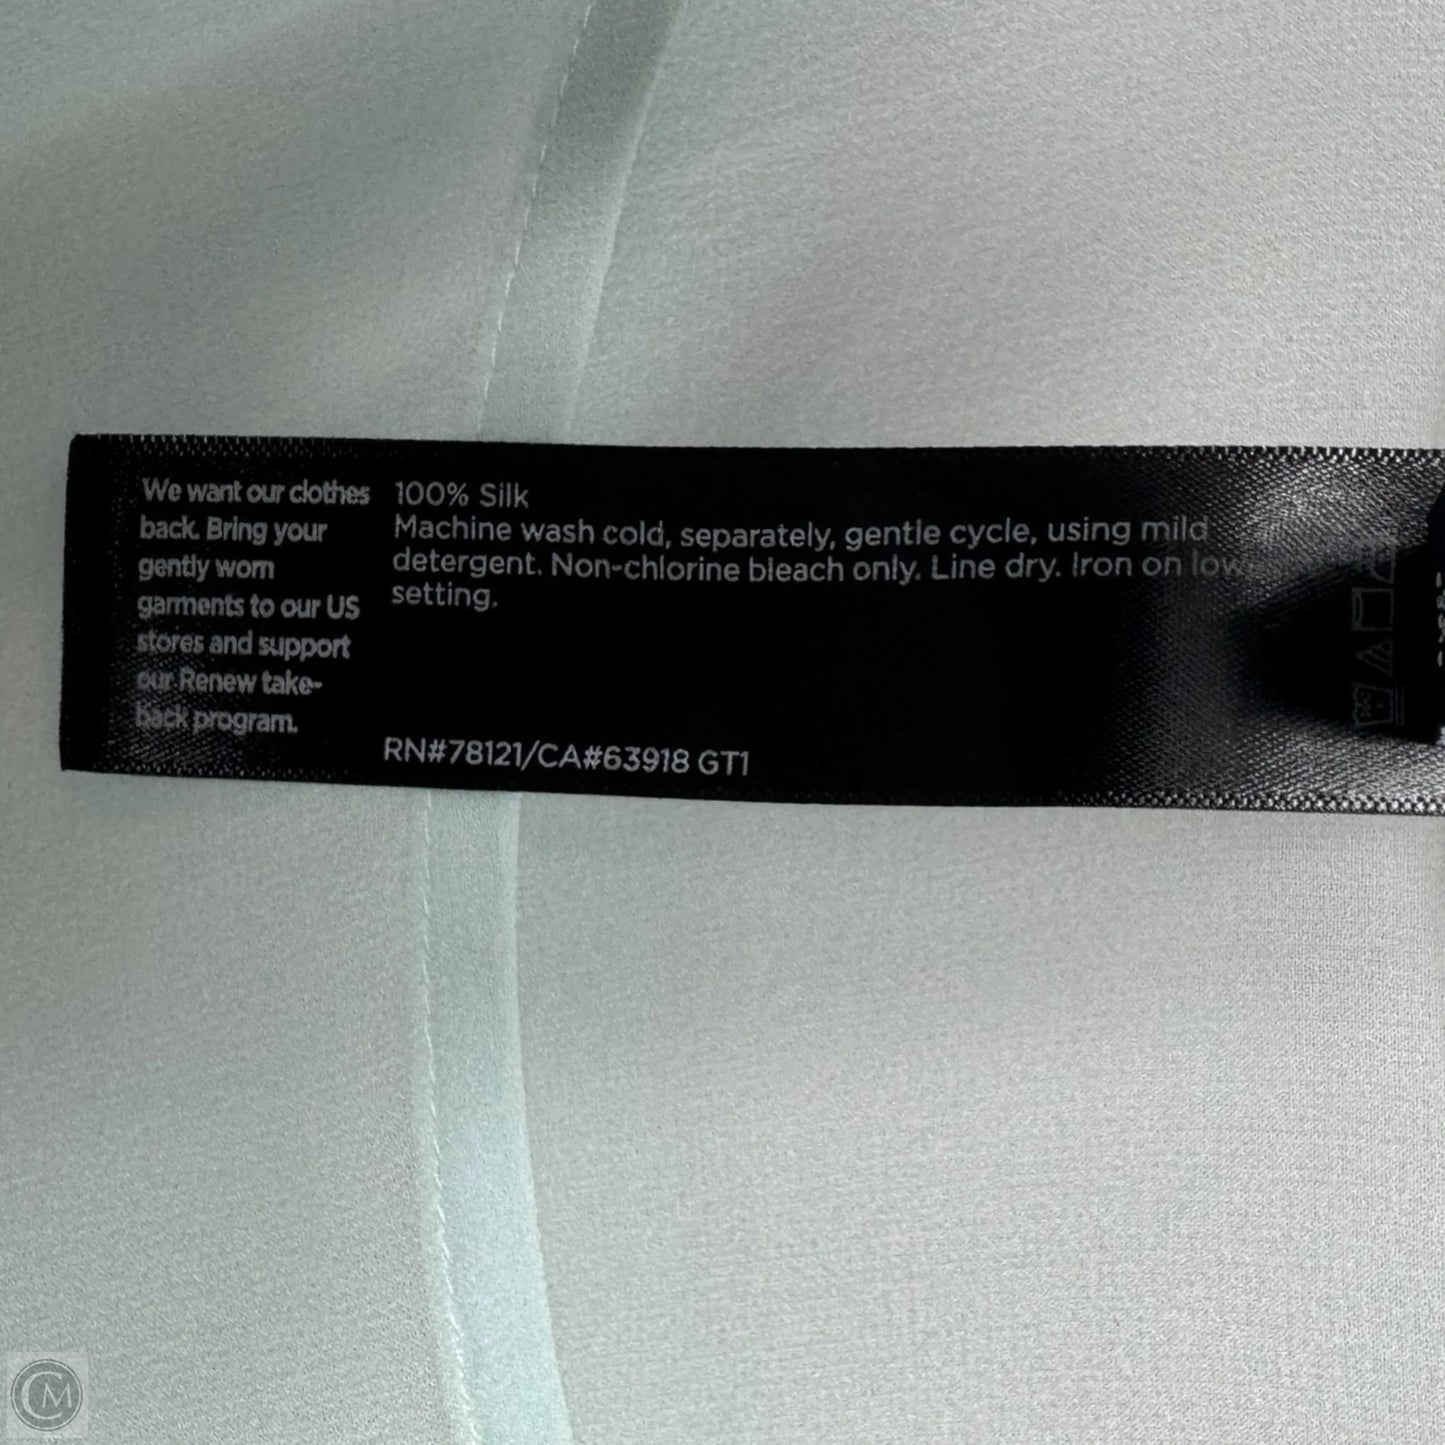 We want our clothes
back. Bring your
gently worn
garments to our US
stores and support
our Renew take-
back program.
100% Silk
Machine wash cold, separately, gentle cycle, using mild
detergent. Non-chlorine bleach only. Line dry. Iron on low
setting.
RN#78121/CA#63918 GT1
CM